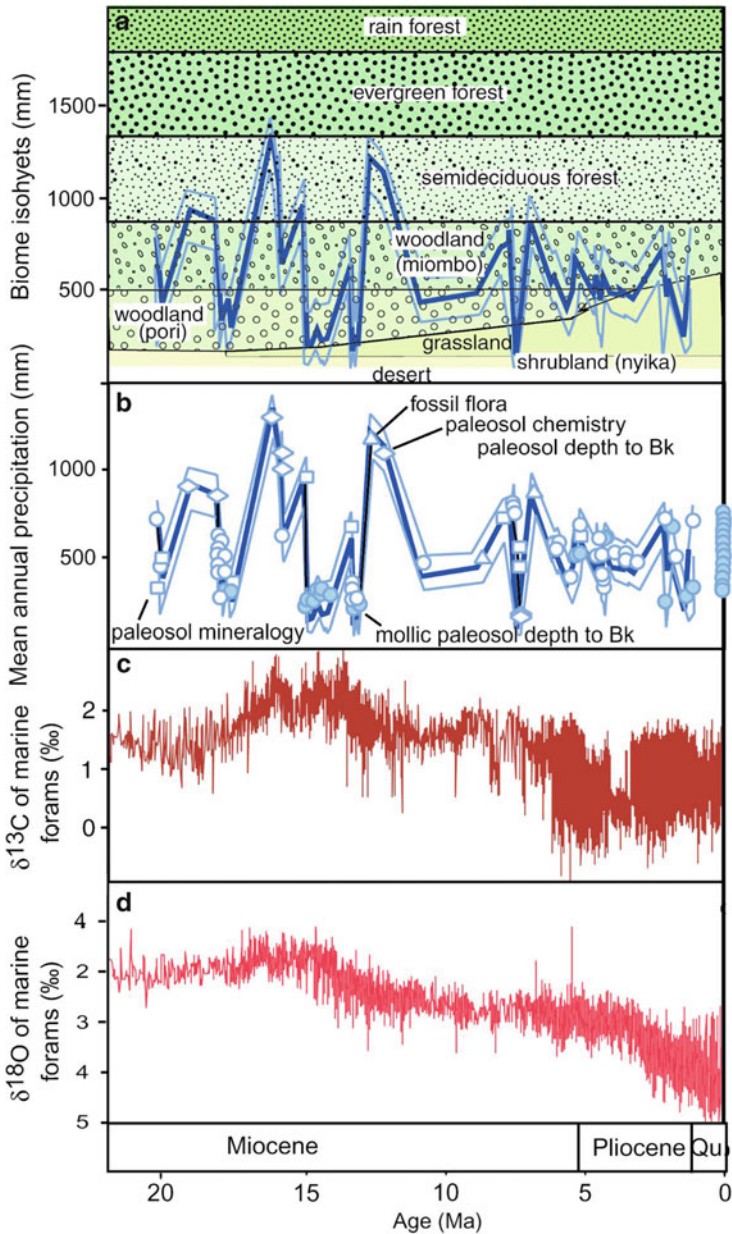 a
rain forest
evergreen forest
semideciduous forest
woodland
(miombo)
woodland
(pori)
grassland
shrubland (nyika)
desert
Biome isohyets (mm)
1500
1000
500
b
fossil flora
paleosol chemistry
paleosol depth to Bk
paleosol mineralogy
mollic paleosol depth to Bk
Mean annual precipitation (mm)
1000
500
c
δ13C of marine
forams (‰)
2
1
0
d
δ18O of marine
forams (‰)
4
2
3
4
5
Miocene
Pliocene
Qu
20
15
10
5
0
Age (Ma)